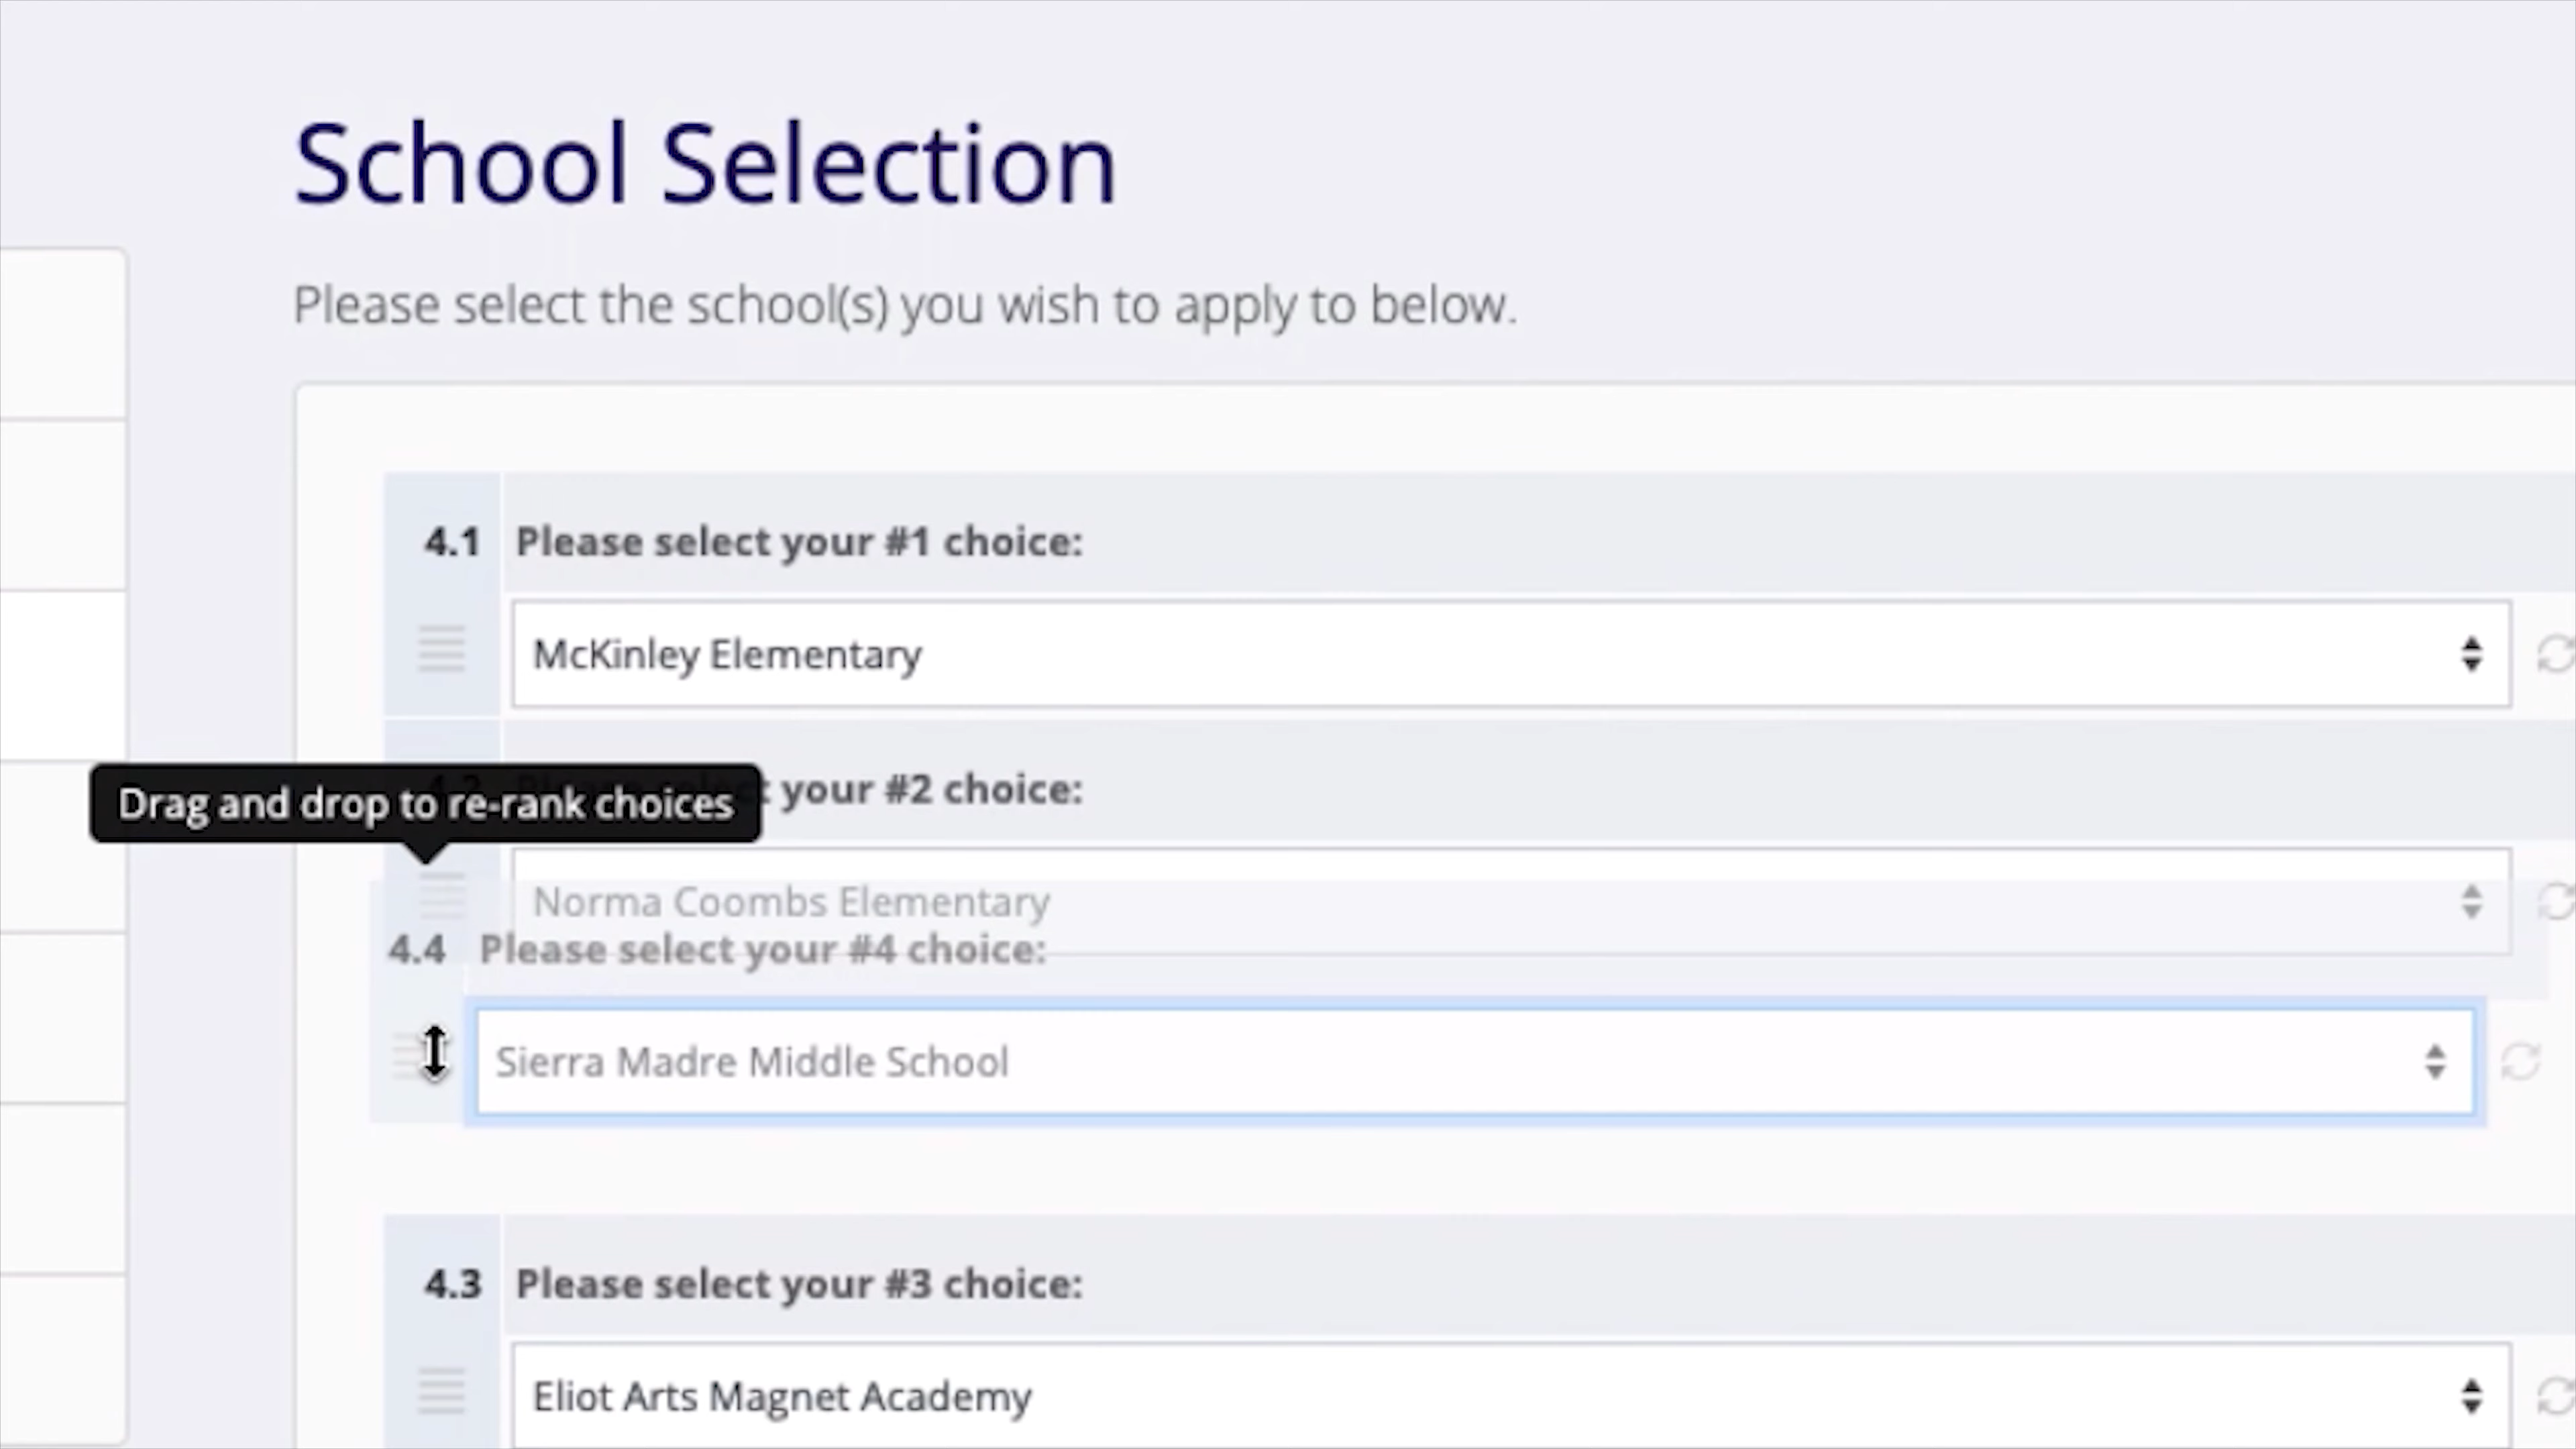 School Selection
Please select the school(s) you wish to apply to below.
4.1 Please select your #1 choice:
McKinley Elementary
your #2 choice:
Drag and drop to re-rank choices
Norma Coombs Elementary
4.4 Please select your #4 choice:
Sierra Madre Middle School
4.3 Please select your #3 choice:
Eliot Arts Magnet Academy